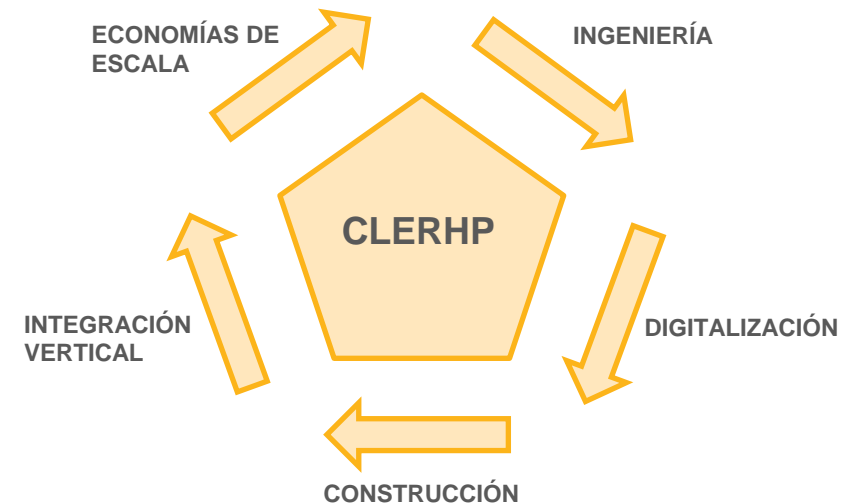 ECONOMÍAS DE
ESCALA
INGENIERÍA
CLERHP
INTEGRACIÓN
VERTICAL
DIGITALIZACIÓN
CONSTRUCCIÓN